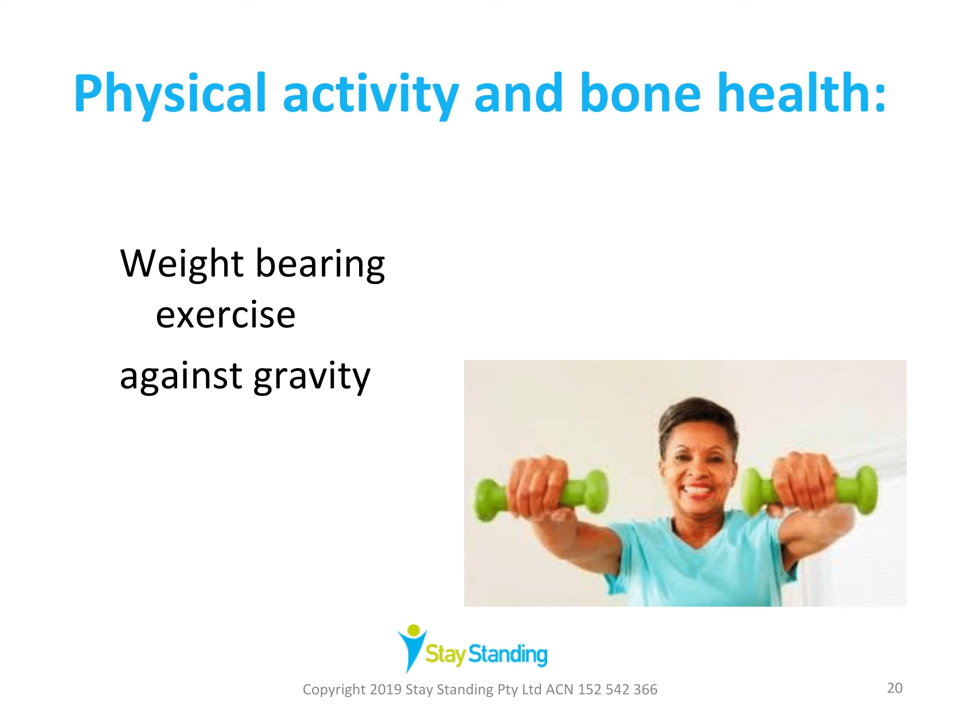 Physical activity and bone health:
Weight bearing
exercise
against gravity
Stay Standing
Copyright 2019 Stay Standing Pty Ltd ACN 152 542 366
20